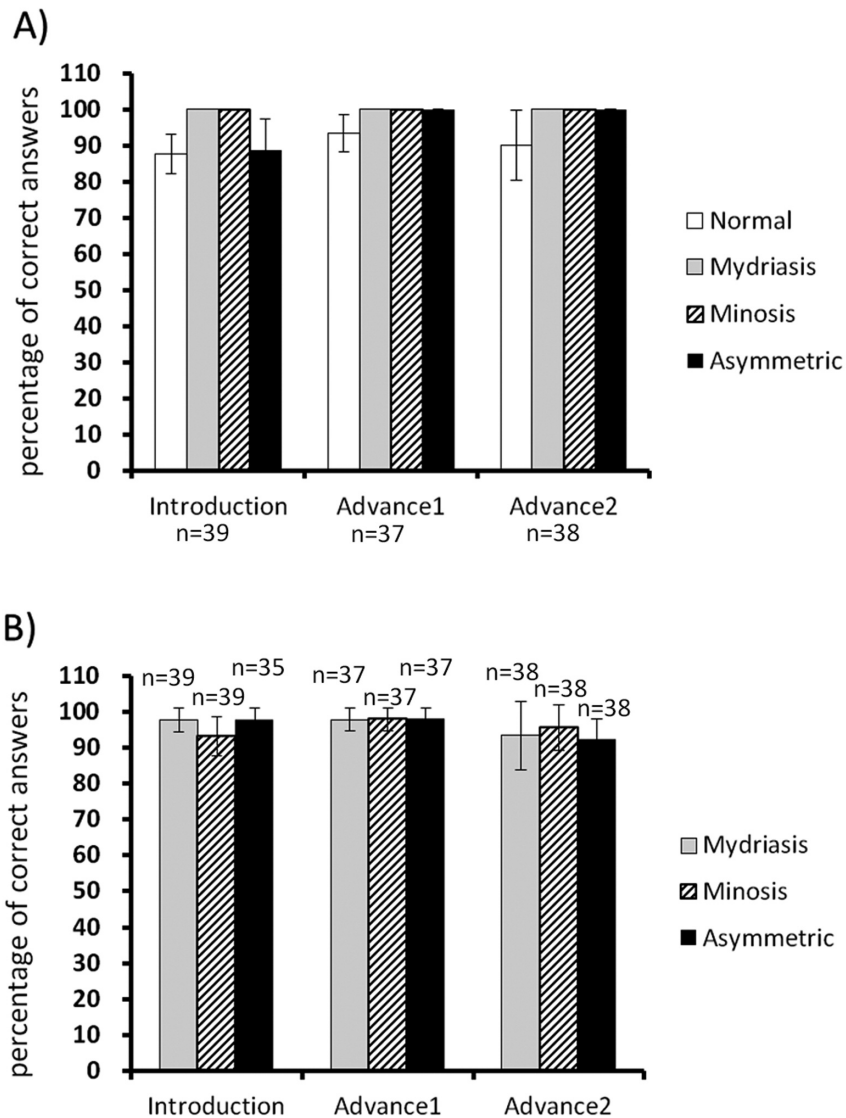 A)
percentage of correct answers
110
100
90
80
70
60
50
40
30
20
10
0
Introduction
n=39
Advance1
n=37
Advance2
n=38
Normal
Mydriasis
Minosis
Asymmetric
B)
percentage of correct answers
110
100
90
80
70
60
50
40
30
20
10
0
n=39
n=39
n=35
n=37
n=37
n=37
n=38
n=38
n=38
Introduction
Advance1
Advance2
Mydriasis
Minosis
Asymmetric